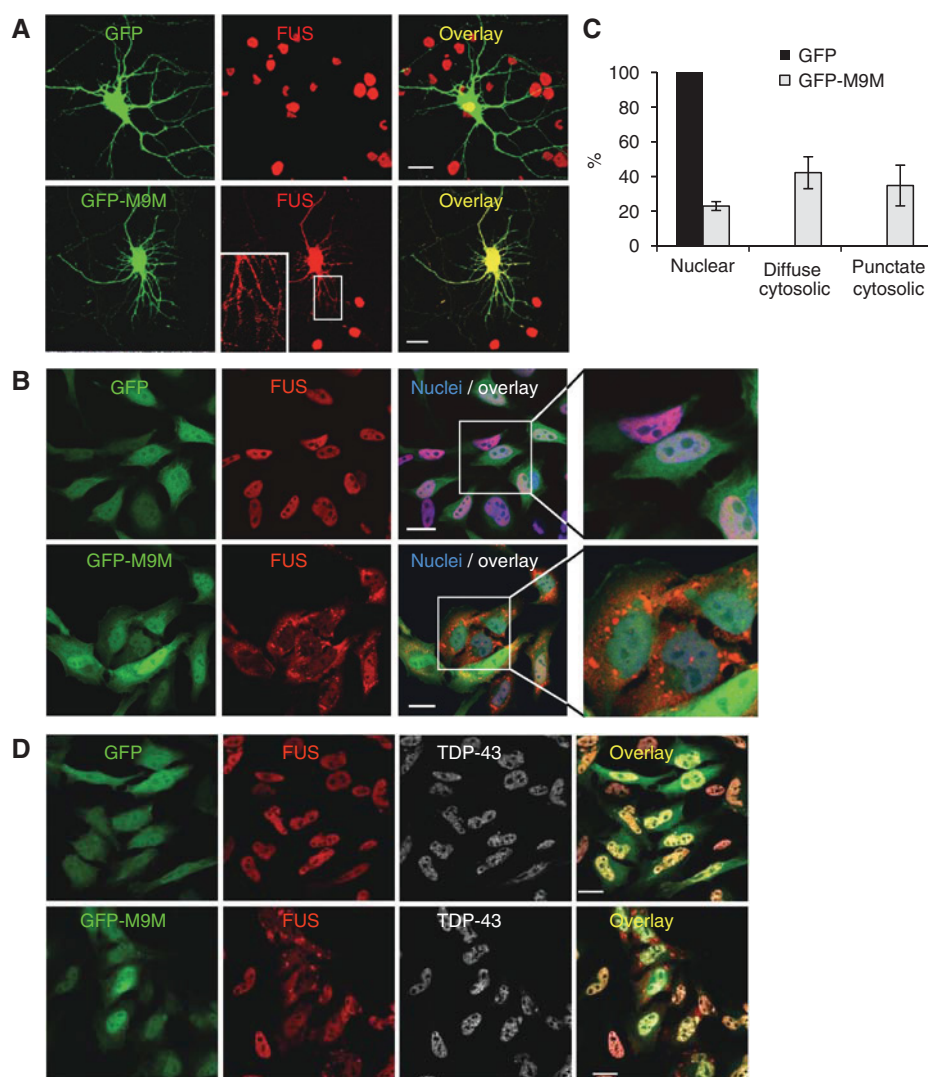 A
GFP
FUS
Overlay
GFP-M9M
FUS
Overlay
C
GFP
GFP-M9M
100
80
60
40
20
0
%
Nuclear
Diffuse
cytosolic
Punctate
cytosolic
B
GFP
FUS
Nuclei / overlay
GFP-M9M
FUS
Nuclei / overlay
D
GFP
FUS
TDP-43
Overlay
GFP-M9M
FUS
TDP-43
Overlay